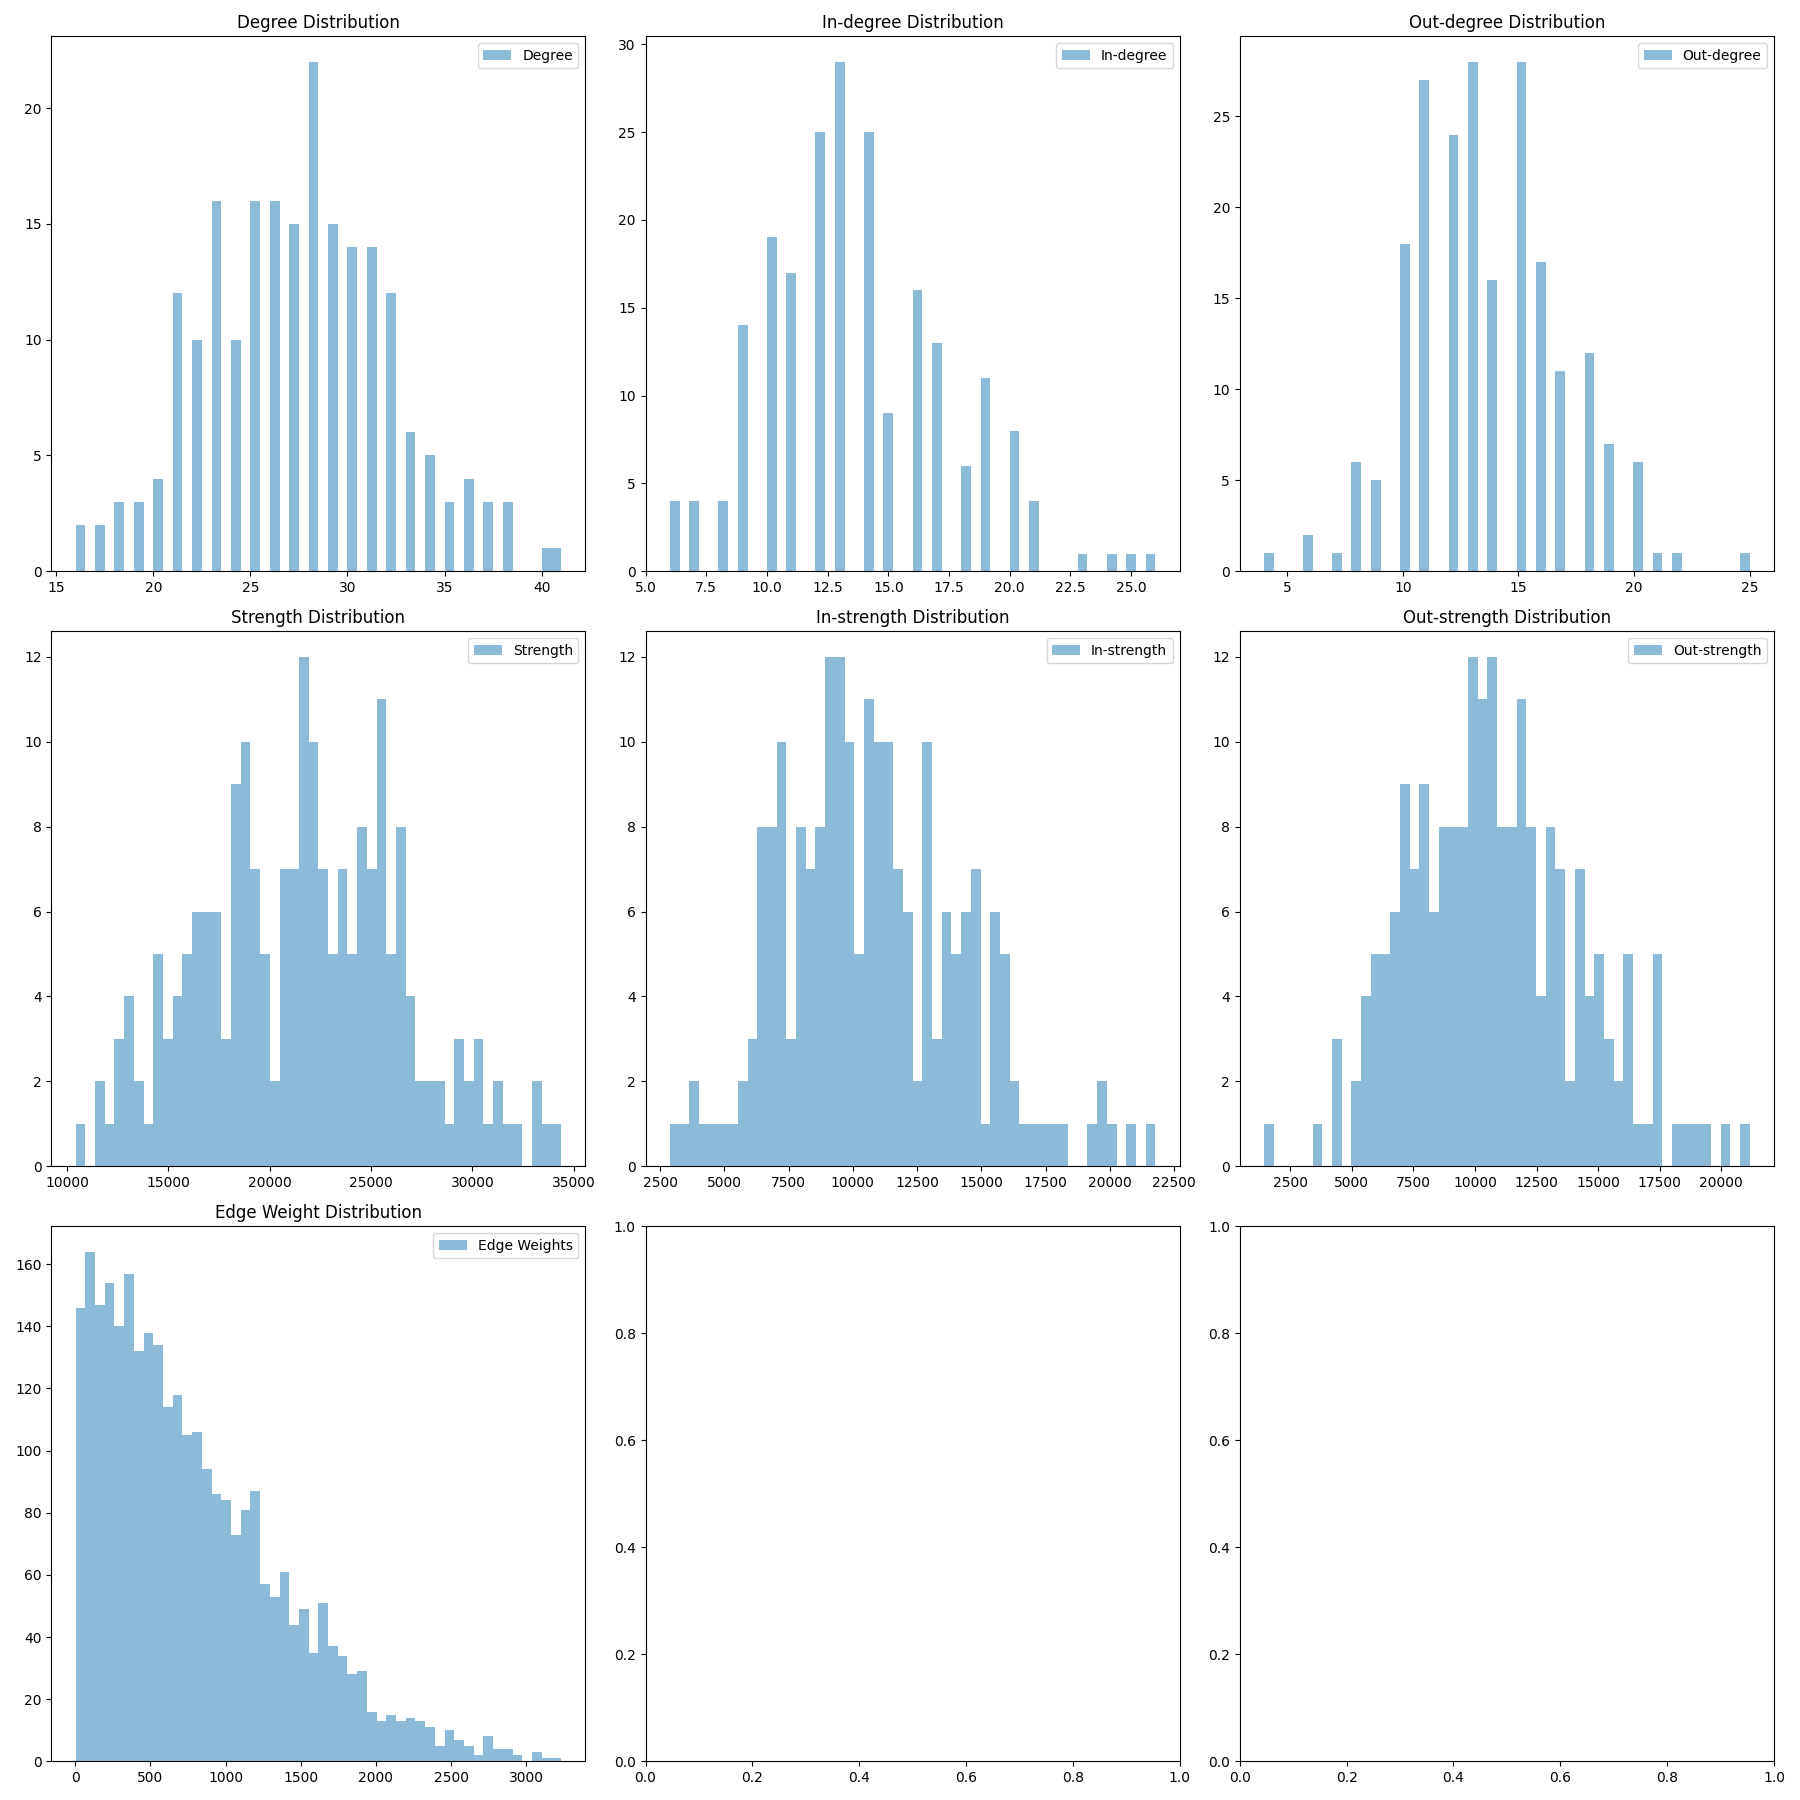 Degree Distribution
Degree
20
15
10
5
0
15 20 25 30 35 40
In-degree Distribution
In-degree
30
25
20
15
10
5
0
5.0 7.5 10.0 12.5 15.0 17.5 20.0 22.5 25.0
Out-degree Distribution
Out-degree
25
20
15
10
5
0
5 10 15 20 25
Strength Distribution
Strength
12
10
8
6
4
2
0
10000 15000 20000 25000 30000 35000
In-strength Distribution
In-strength
12
10
8
6
4
2
0
2500 5000 7500 10000 12500 15000 17500 20000 22500
Out-strength Distribution
Out-strength
12
10
8
6
4
2
0
2500 5000 7500 10000 12500 15000 17500 20000
Edge Weight Distribution
Edge Weights
160
140
120
100
80
60
40
20
0
0 500 1000 1500 2000 2500 3000
1.0
0.8
0.6
0.4
0.2
0.0
0.0 0.2 0.4 0.6 0.8 1.0
1.0
0.8
0.6
0.4
0.2
0.0
0.0 0.2 0.4 0.6 0.8 1.0